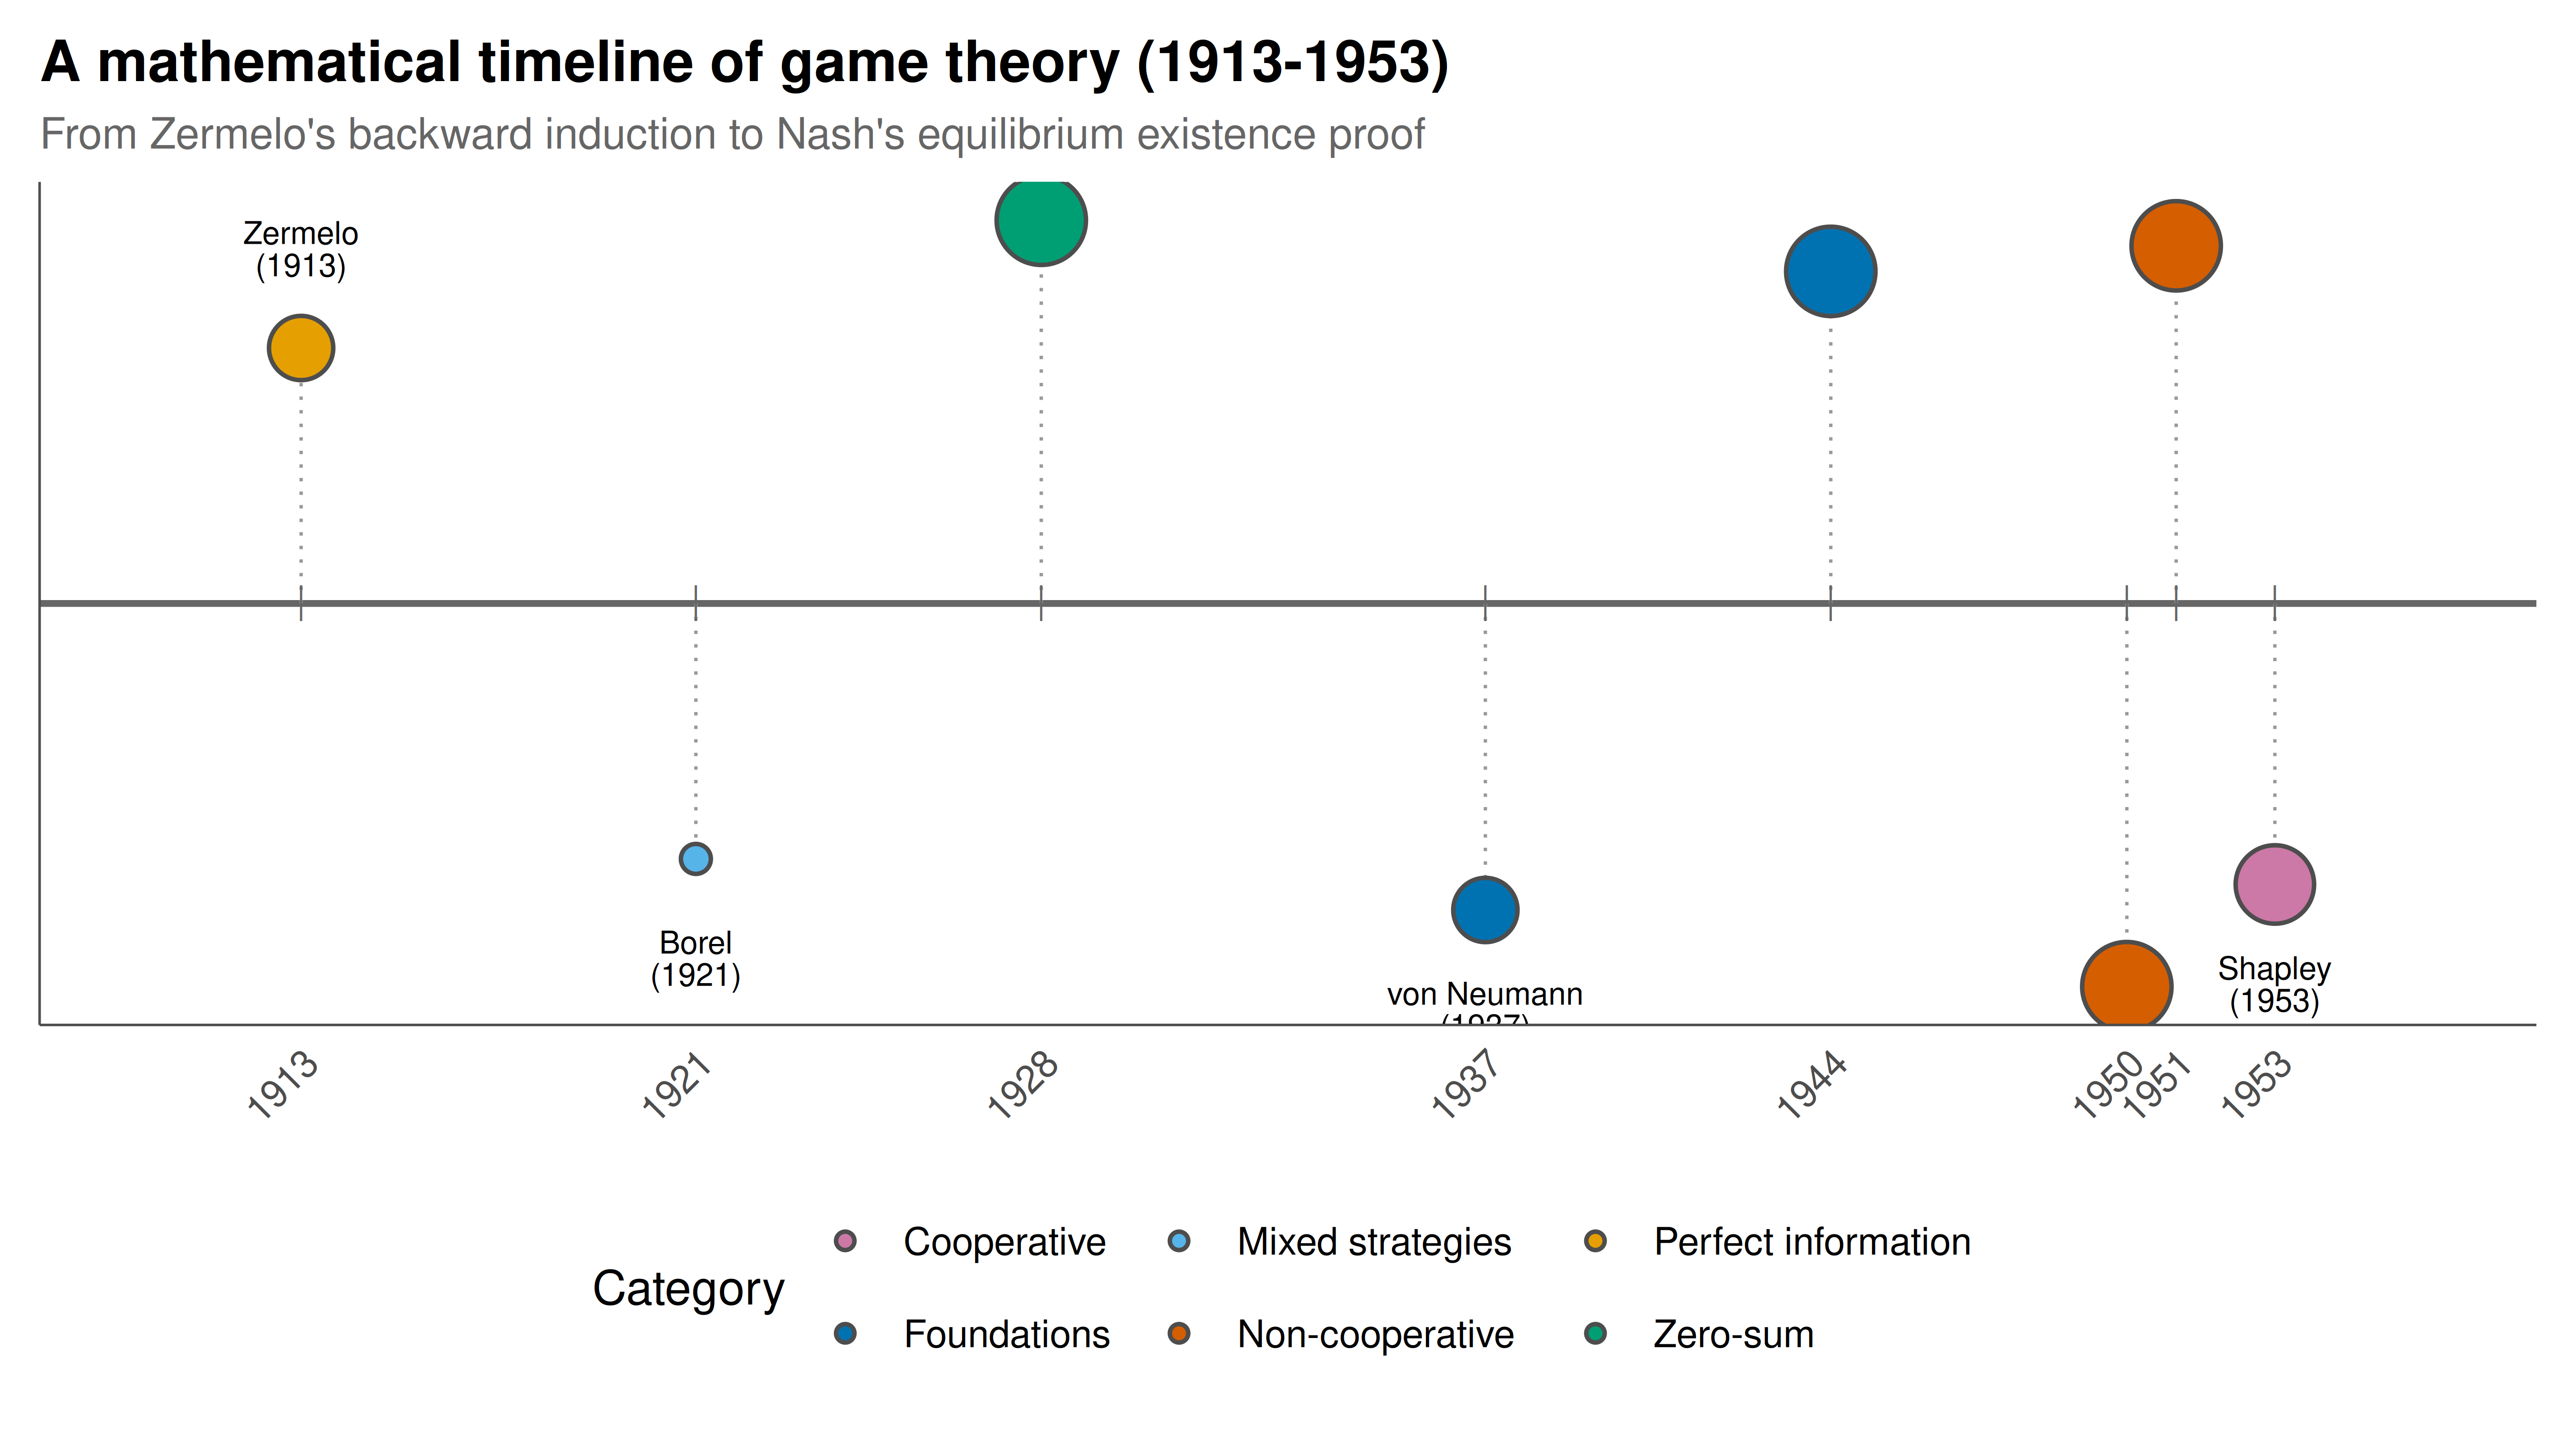 A mathematical timeline of game theory (1913-1953)
From Zermelo's backward induction to Nash's equilibrium existence proof
Zermelo
(1913)
Borel
(1921)
von Neumann
(1937)
Shapley
(1953)
1913
1921
1928
1937
1944
1950
1951
1953
Category
Cooperative
Mixed strategies
Perfect information
Foundations
Non-cooperative
Zero-sum